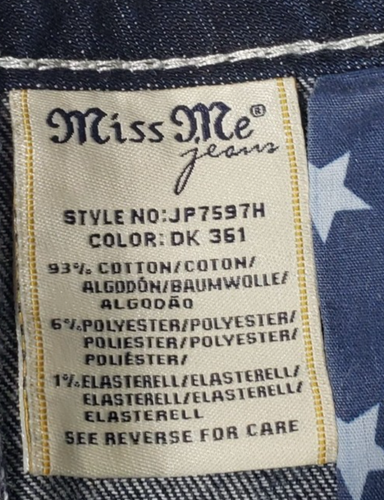 Miss Me®
jeans
STYLE NO:JP7597H
COLOR: DK 361
93% COTTON/COTON/
ALGODÓN/BAUMWOLLE/
ALGODÃO
6%POLYESTER/POLYESTER/
POLIESTER/POLYESTER/
POLIÉSTER/
1%ELASTERELL/ELASTERELL/
ELASTERELL/ELASTERELL/
ELASTERELL
SEE REVERSE FOR CARE